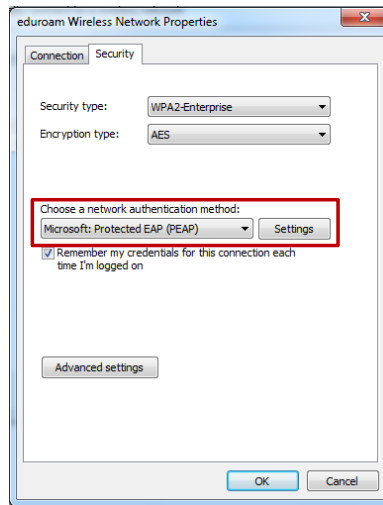 eduroam Wireless Network Properties
Connection Security
Security type: WPA2-Enterprise
Encryption type: AES
Choose a network authentication method:
Microsoft: Protected EAP (PEAP) Settings
Remember my credentials for this connection each
time I'm logged on
Advanced settings
OK Cancel